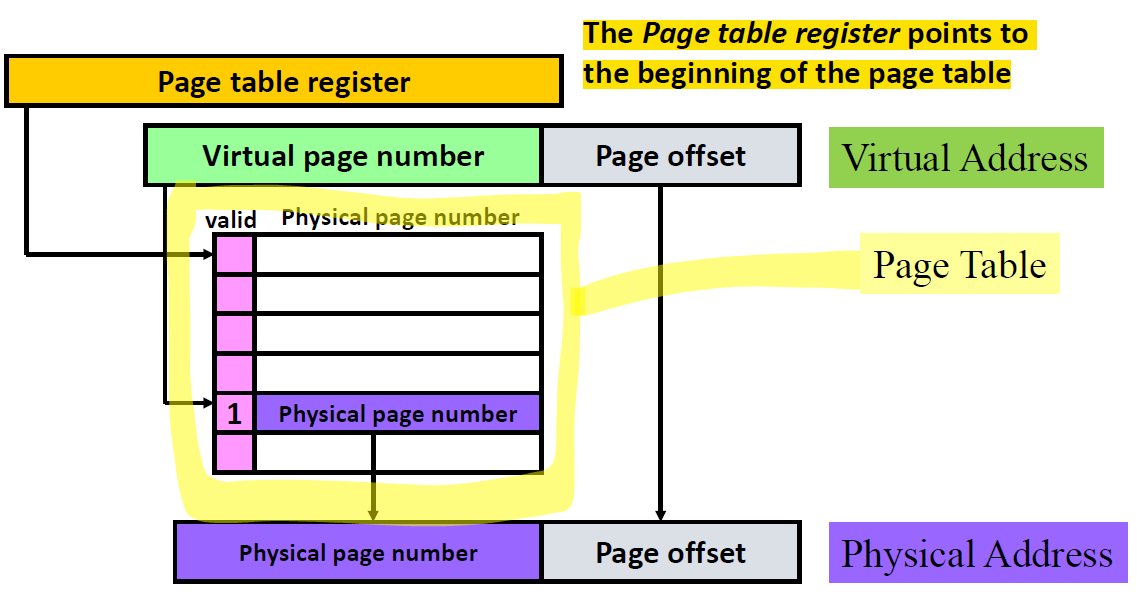 The Page table register points to
the beginning of the page table
Page table register
Virtual page number
Page offset
Virtual Address
valid
Physical page number
Page Table
1
Physical page number
Physical page number
Page offset
Physical Address